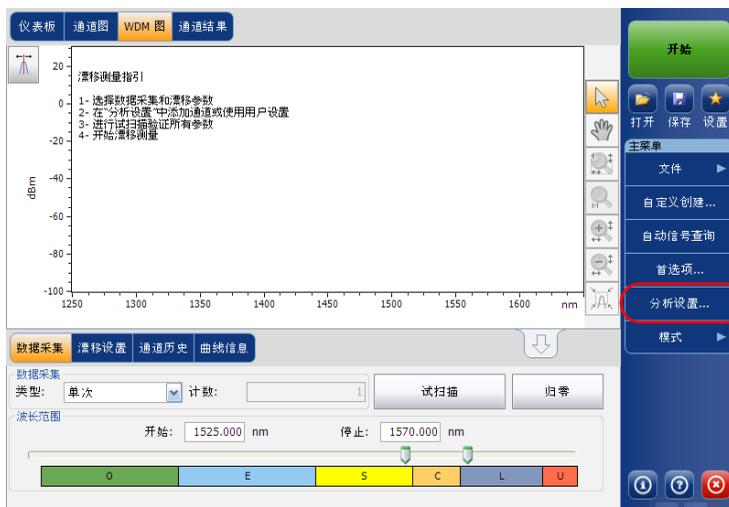 仪表板 通道图 WDM 图 通道结果
开始
漂移测量指引
1- 选择数据采集和漂移参数
2- 在“分析设置”中添加通道或使用用户设置
3- 进行试扫描验证所有参数
4- 开始漂移测量
20
0
-20
-40
-60
-80
-100
dBm
1250 1300 1350 1400 1450 1500 1550 1600 nm
1:1
打开 保存 设置
主菜单
文件
自定义创建...
自动信号查询
首选项...
分析设置...
模式
数据采集 漂移设置 通道历史 曲线信息
数据采集
类型: 单次 计数: 1 试扫描 归零
波长范围
开始: 1525.000 nm 停止: 1570.000 nm
O E S C L U